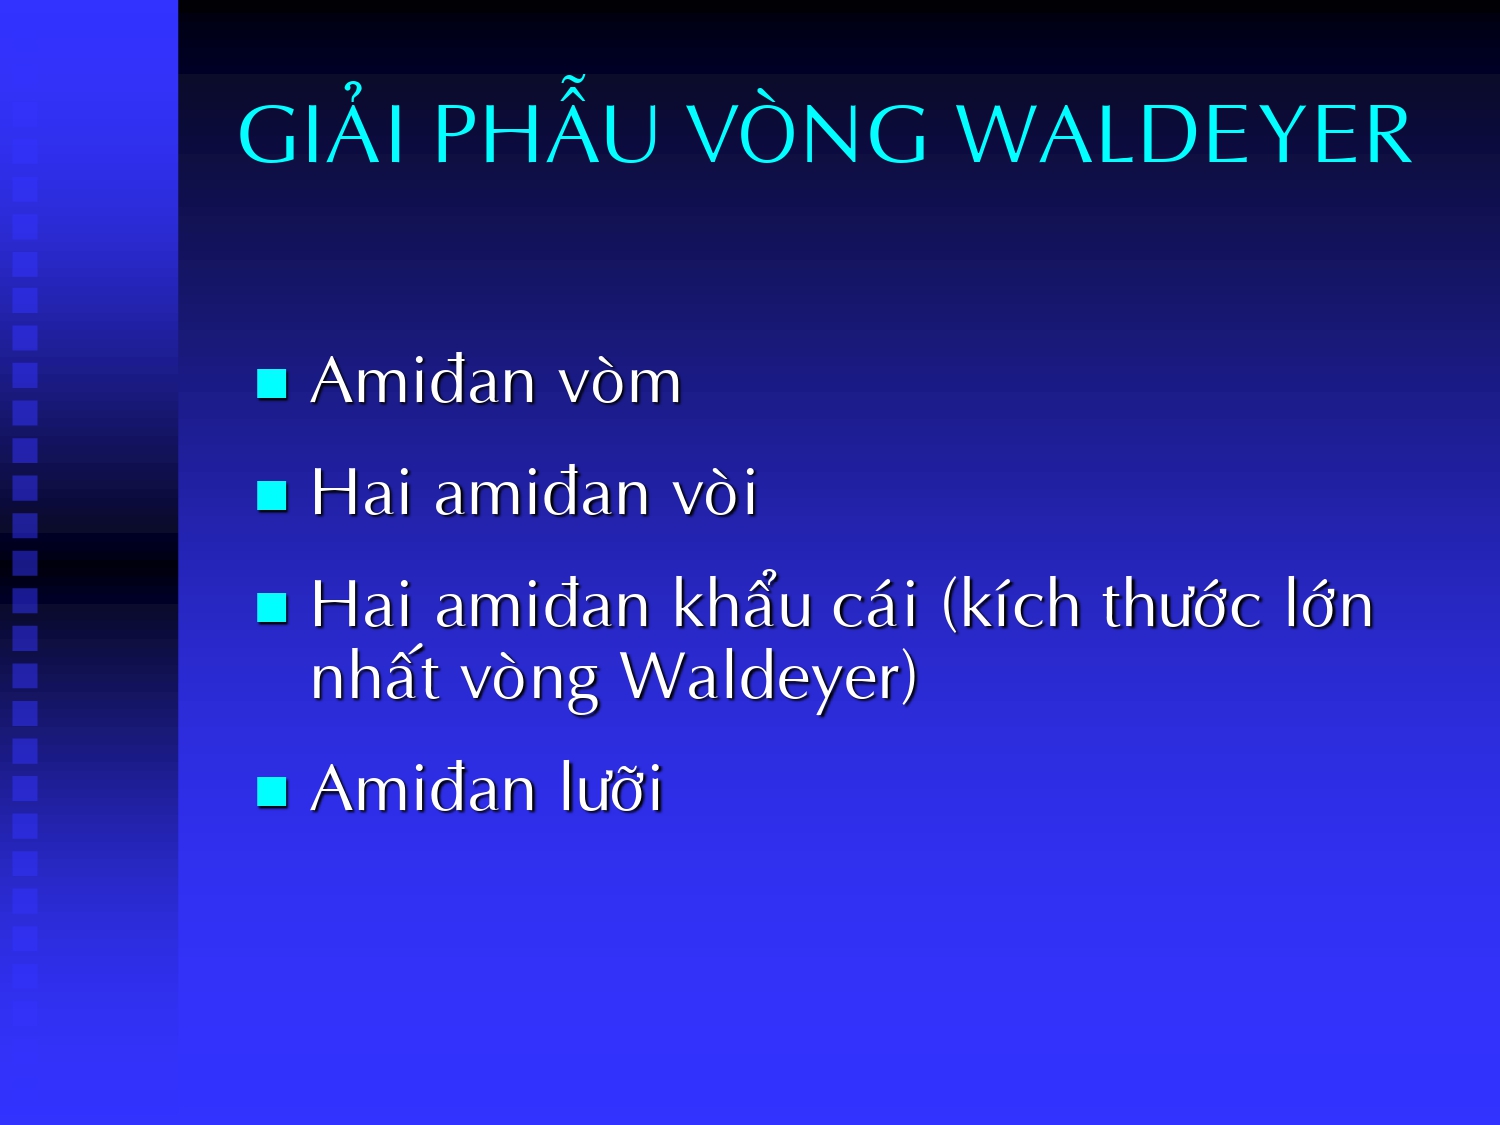 GIẢI PHẪU VÒNG WALDEYER
Amiđan vòm
Hai amiđan vòi
Hai amiđan khẩu cái (kích thước lớn
nhất vòng Waldeyer)
Amiđan lưỡi